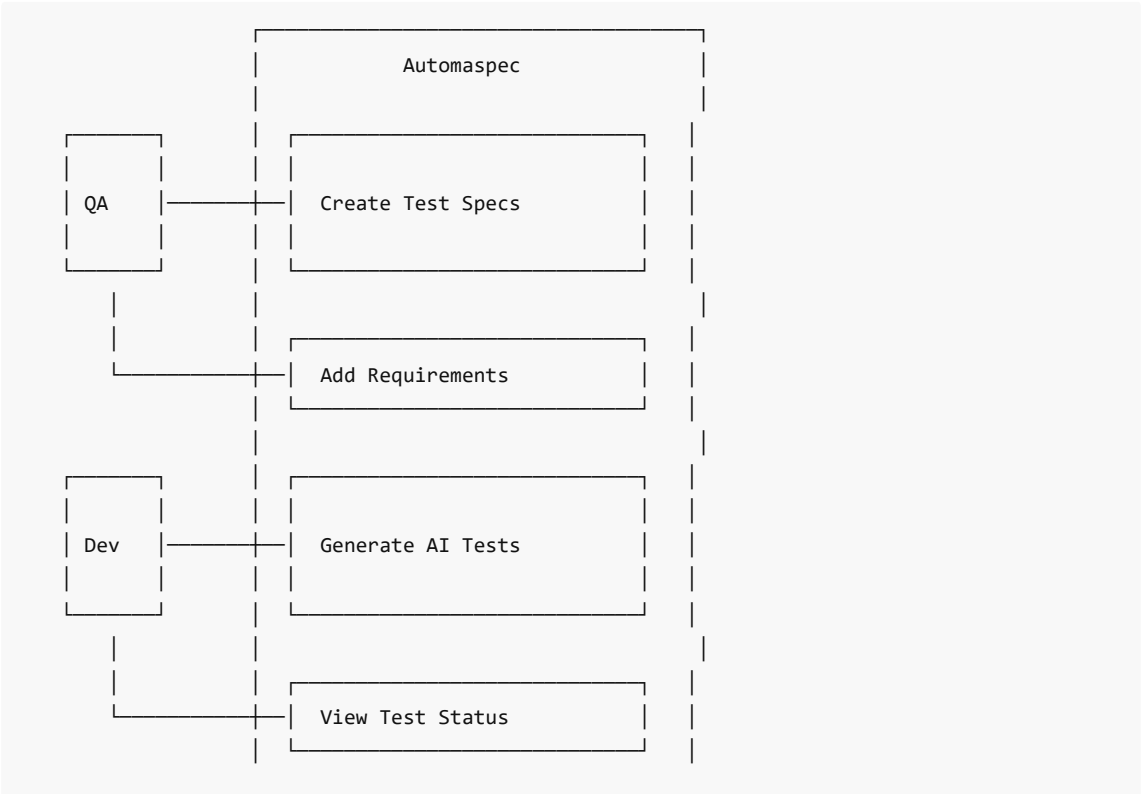 Automaspec
QA
Create Test Specs
Add Requirements
Dev
Generate AI Tests
View Test Status